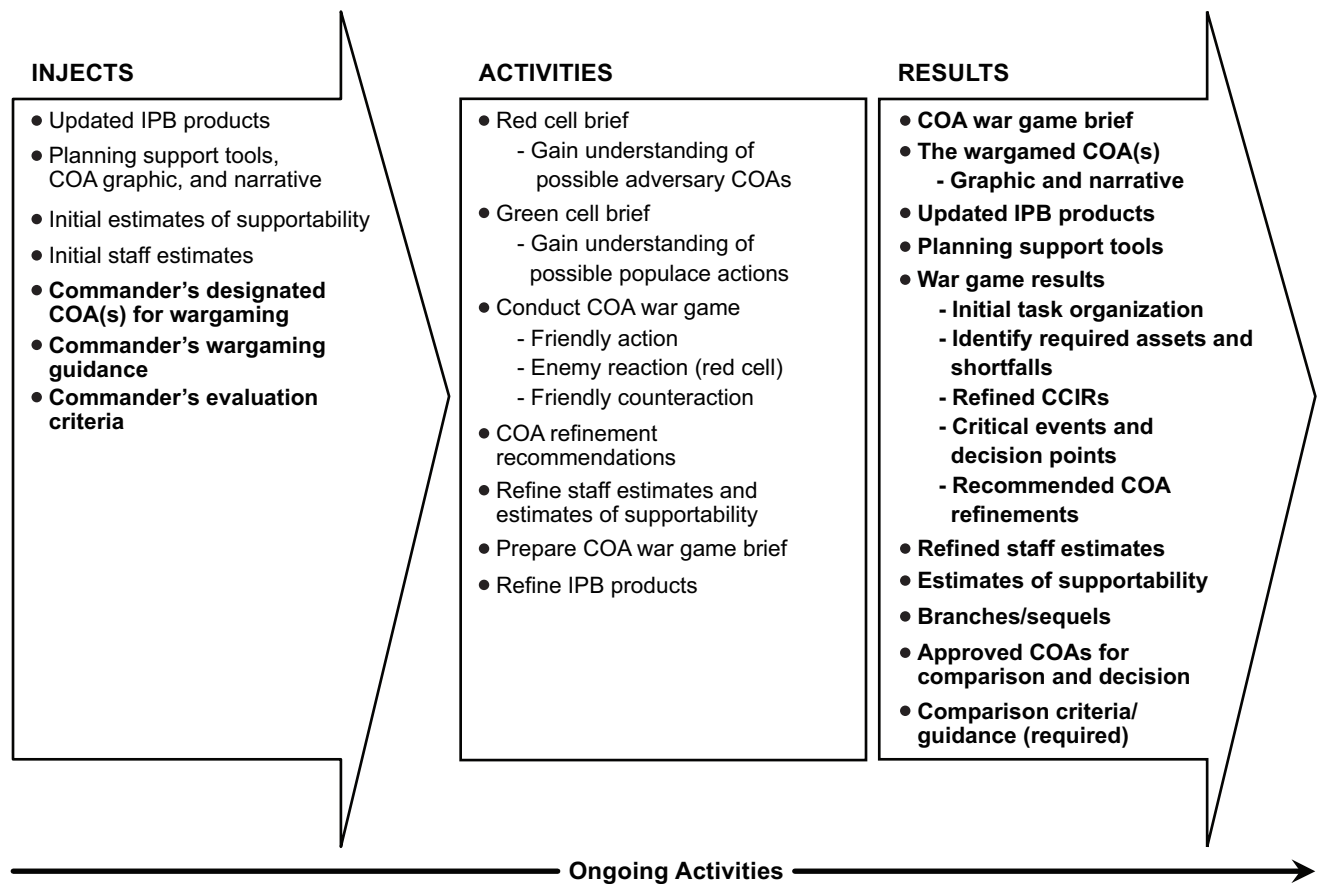 INJECTS
• Updated IPB products
• Planning support tools,
COA graphic, and narrative
• Initial estimates of supportability
• Initial staff estimates
• Commander’s designated
COA(s) for wargaming
• Commander’s wargaming
guidance
• Commander’s evaluation
criteria
ACTIVITIES
• Red cell brief
- Gain understanding of
possible adversary COAs
• Green cell brief
- Gain understanding of
possible populace actions
• Conduct COA war game
- Friendly action
- Enemy reaction (red cell)
- Friendly counteraction
• COA refinement
recommendations
• Refine staff estimates and
estimates of supportability
• Prepare COA war game brief
• Refine IPB products
RESULTS
• COA war game brief
• The wargamed COA(s)
- Graphic and narrative
• Updated IPB products
• Planning support tools
• War game results
- Initial task organization
- Identify required assets and
shortfalls
- Refined CCIRs
- Critical events and
decision points
- Recommended COA
refinements
• Refined staff estimates
• Estimates of supportability
• Branches/sequels
• Approved COAs for
comparison and decision
• Comparison criteria/
guidance (required)
Ongoing Activities